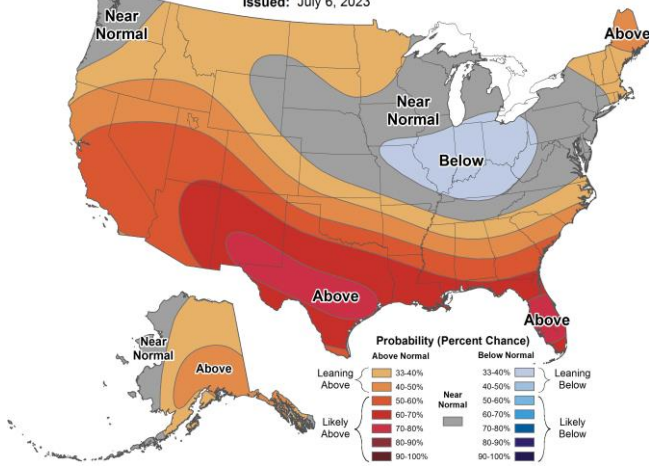 Issued: July 6, 2023
Near
Normal
Above
Near
Normal
Below
Above
Above
Near
Normal
Above
Probability (Percent Chance)
Above Normal
Below Normal
Leaning
Above
33-40%
40-50%
Likely
Above
50-60%
60-70%
70-80%
80-90%
90-100%
Near
Normal
33-40%
40-50%
Leaning
Below
50-60%
60-70%
70-80%
80-90%
90-100%
Likely
Below